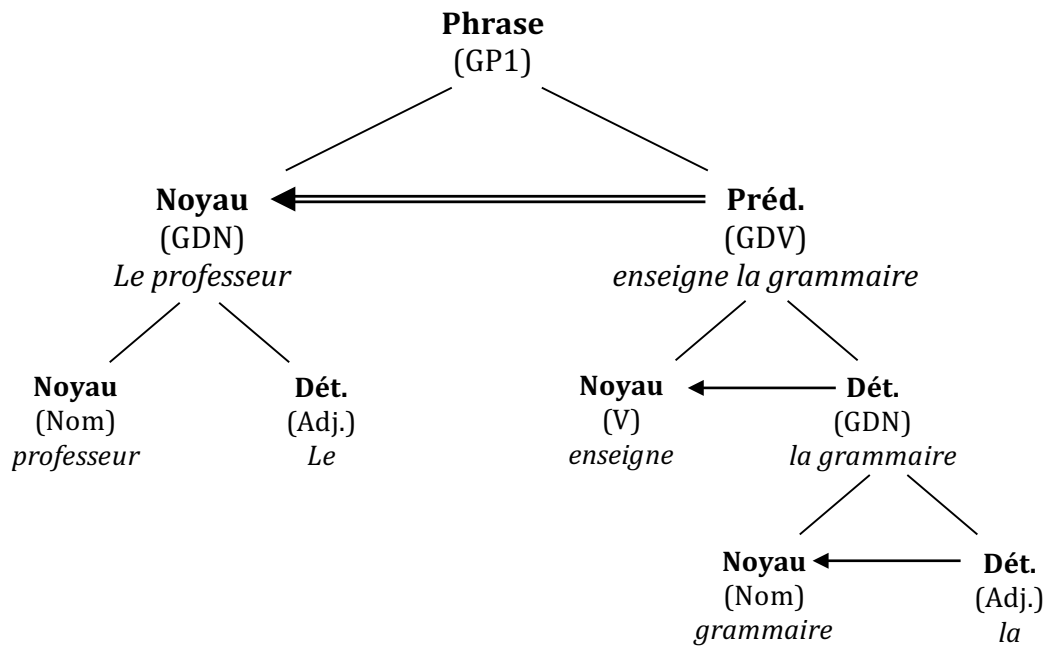 Phrase
(GP1)
Noyau
(GDN)
Le professeur
Préd.
(GDV)
enseigne la grammaire
Noyau
(Nom)
professeur
Dét.
(Adj.)
Le
Noyau
(V)
enseigne
Dét.
(GDN)
la grammaire
Noyau
(Nom)
grammaire
Dét.
(Adj.)
la